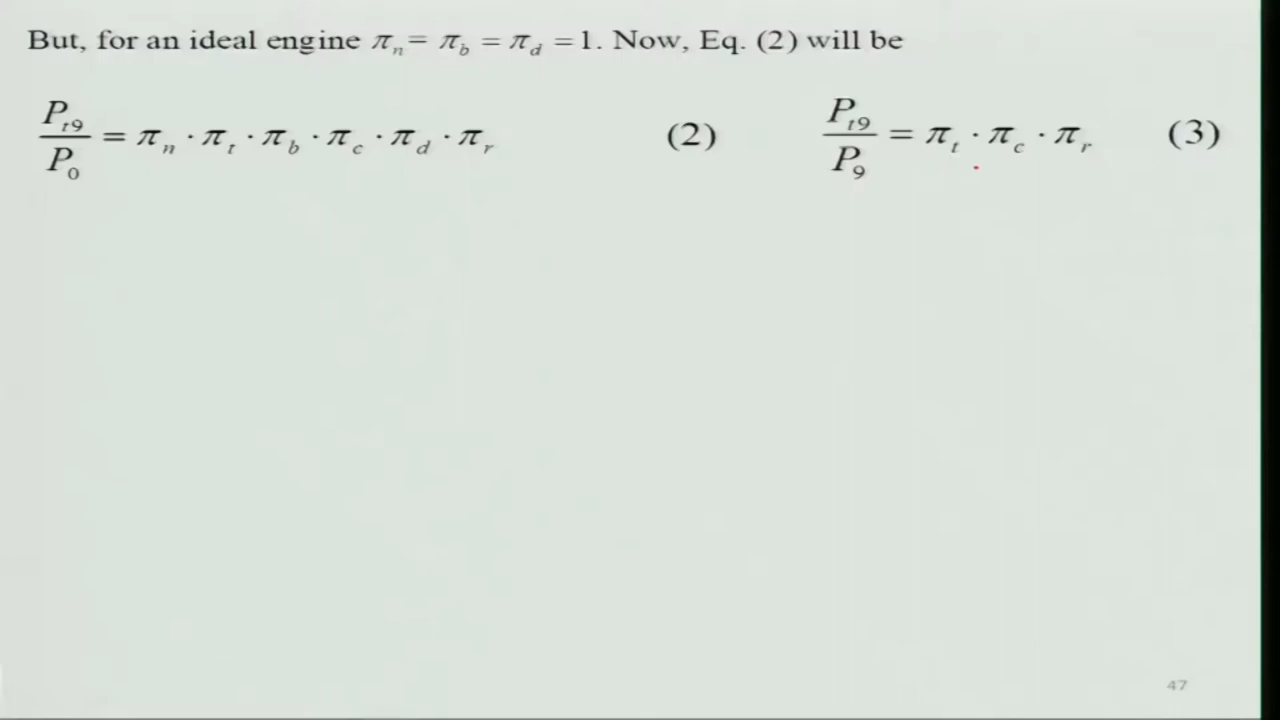 But, for an ideal engine πₙ = π_b = π_d = 1. Now, Eq. (2) will be
P_t9 / P_0 = π_n · π_t · π_b · π_c · π_d · π_r (2)
P_t9 / P_9 = π_t · π_c · π_r (3)
47